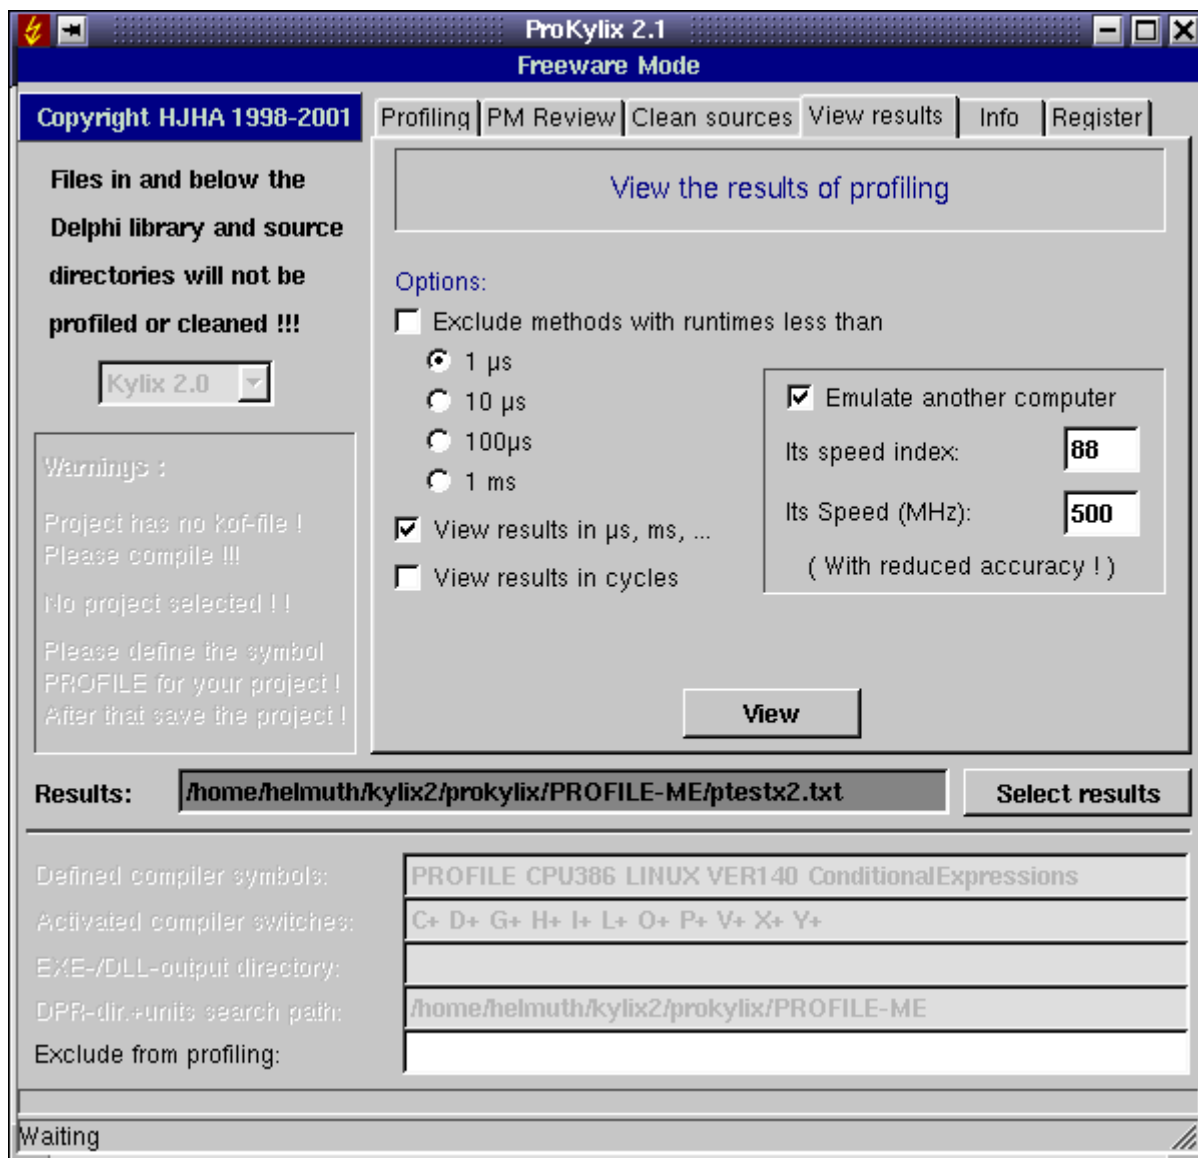 ProKylix 2.1
Freeware Mode
Copyright HJHA 1998-2001
Profiling PM Review Clean sources View results Info Register
Files in and below the
Delphi library and source
directories will not be
profiled or cleaned !!!
Kylix 2.0
Warnings :
Project has no kof-file !
Please compile !!!
No project selected ! !
Please define the symbol
PROFILE for your project !
After that save the project !
View the results of profiling
Options:
Exclude methods with runtimes less than
1 µs
10 µs
100µs
1 ms
View results in µs, ms, ...
View results in cycles
Emulate another computer
Its speed index: 88
Its Speed (MHz): 500
( With reduced accuracy ! )
View
Results: /home/helmuth/kylix2/prokylix/PROFILE-ME/ptestx2.txt Select results
Defined compiler symbols: PROFILE CPU386 LINUX VER140 ConditionalExpressions
Activated compiler switches: C+ D+ G+ H+ I+ L+ O+ P+ V+ X+ Y+
EXE-/DLL-output directory:
DPR-dir.+units search path: /home/helmuth/kylix2/prokylix/PROFILE-ME
Exclude from profiling:
Waiting